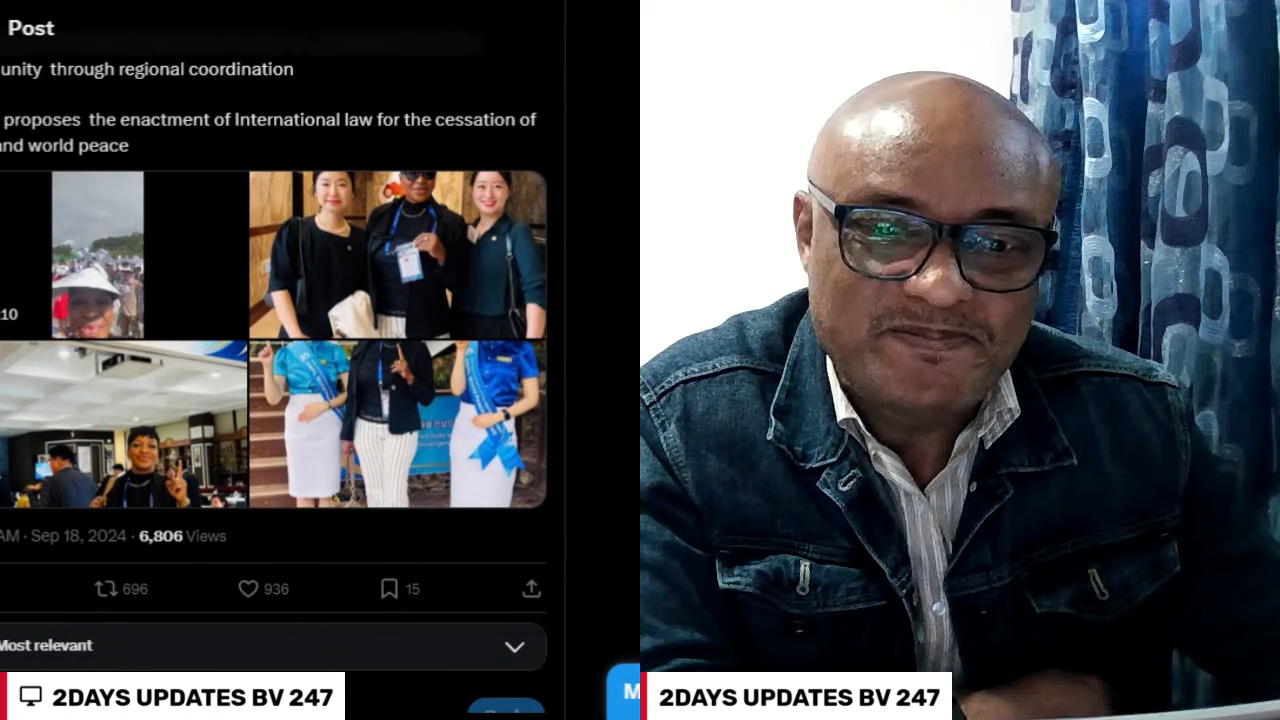 Post
unity through regional coordination
proposes the enactment of International law for the cessation of
and world peace
10
AM · Sep 18, 2024 · 6,806 Views
696
936
15
Most relevant
M
2DAYS UPDATES BV 247
2DAYS UPDATES BV 247